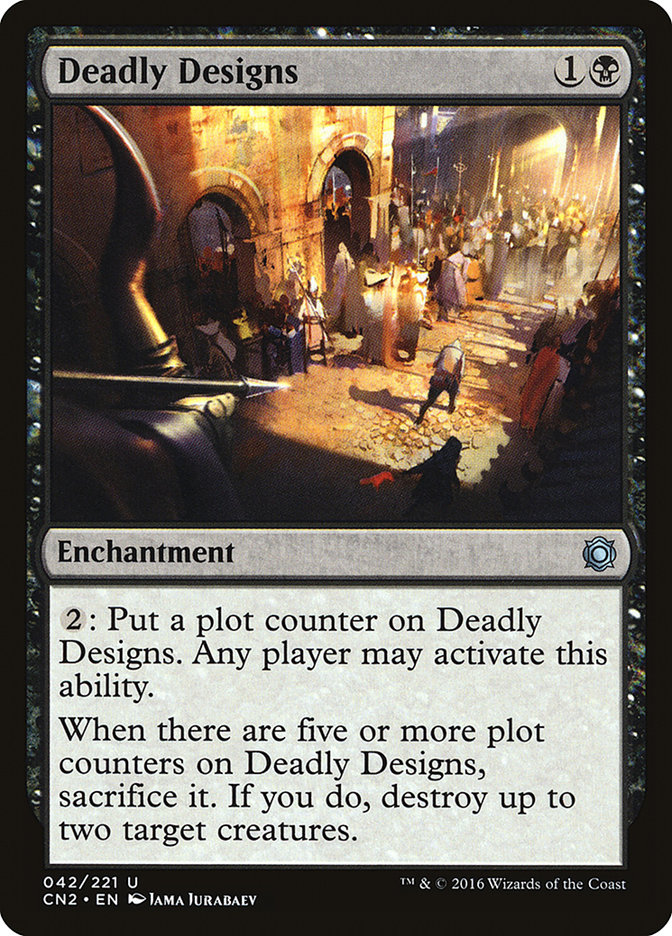 Deadly Designs 1
Enchantment
2: Put a plot counter on Deadly
Designs. Any player may activate this
ability.
When there are five or more plot
counters on Deadly Designs,
sacrifice it. If you do, destroy up to
two target creatures.
042/221 U
CN2 • EN Jama Jurabaev
™ & © 2016 Wizards of the Coast